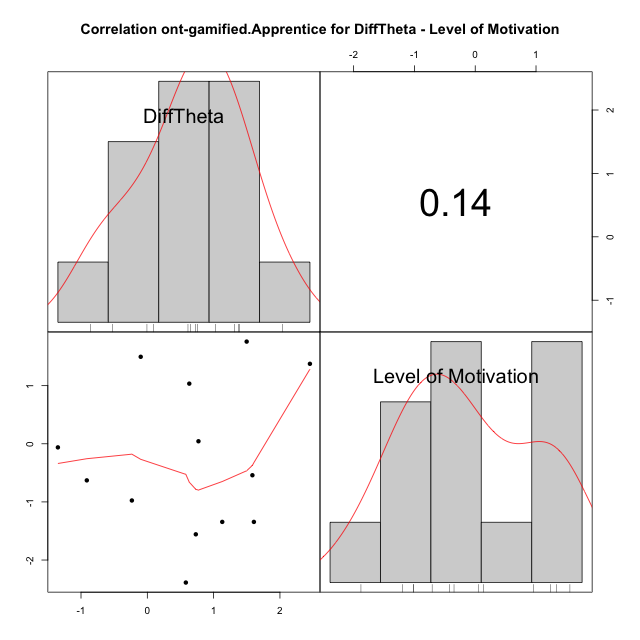 Correlation ont-gamified.Apprentice for DiffTheta - Level of Motivation
-2 -1 0 1
DiffTheta
0.14
2
1
0
-1
Level of Motivation
1
0
-1
-2
-1 0 1 2